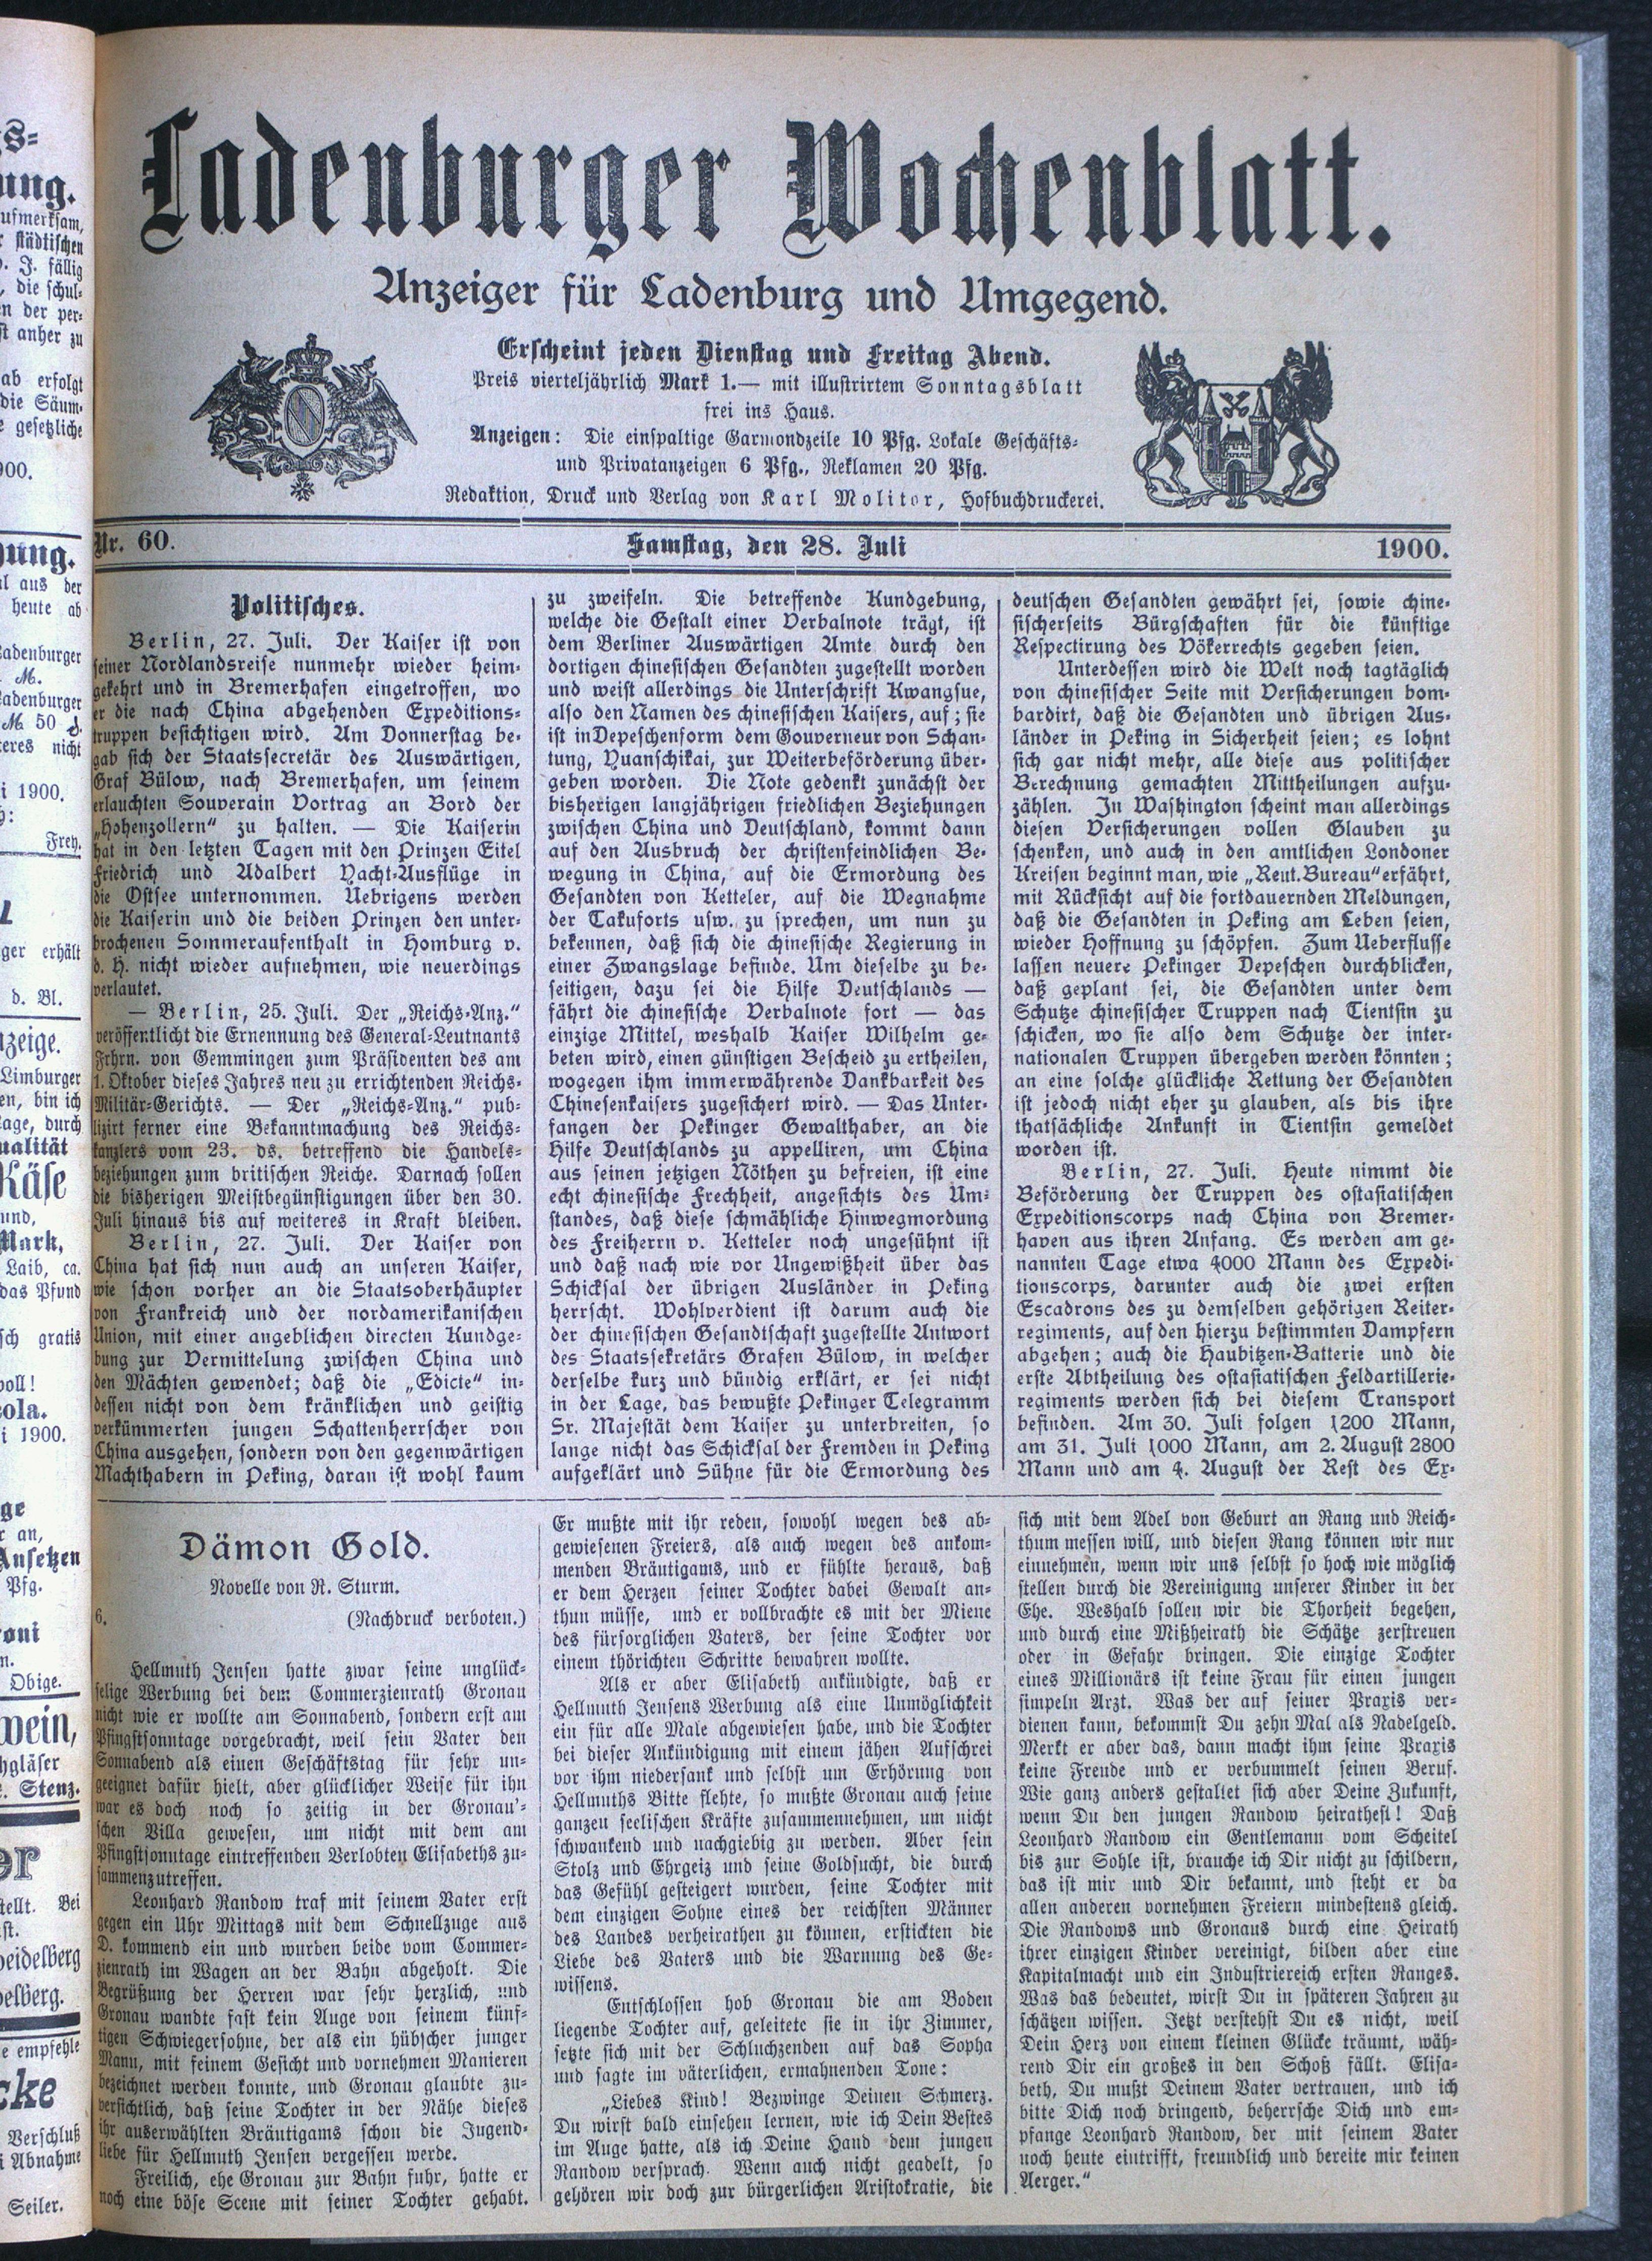 Ladenburger Wochenblatt.
Anzeiger für Ladenburg und Umgegend.
Erscheint jeden Dienstag und Freitag Abend.
Preis vierteljährlich Mark 1.— mit illustrirtem Sonntagsblatt
frei ins Haus.
Anzeigen: Die einspaltige Garmondzeile 10 Pfg. Lokale Geschäfts-
und Privatanzeigen 6 Pfg., Reklamen 20 Pfg.
Redaktion, Druck und Verlag von Karl Molitor, Hofbuchdruckerei.
Nr. 60. Samstag, den 28. Juli 1900.
Politisches.
Berlin, 27. Juli. Der Kaiser ist von
seiner Nordlandsreise nunmehr wieder heim-
gekehrt und in Bremerhafen eingetroffen, wo
er die nach China abgehenden Expeditions-
truppen besichtigen wird. Am Donnerstag be-
gab sich der Staatssecretär des Auswärtigen,
Graf Bülow, nach Bremerhafen, um seinem
erlauchten Souverain Vortrag an Bord der
„Hohenzollern“ zu halten. — Die Kaiserin
hat in den letzten Tagen mit den Prinzen Eitel
Friedrich und Adalbert Yacht-Ausflüge in
die Ostsee unternommen. Uebrigens werden
die Kaiserin und die beiden Prinzen den unter-
brochenen Sommeraufenthalt in Homburg v.
d. H. nicht wieder aufnehmen, wie neuerdings
verlautet.
— Berlin, 25. Juli. Der „Reichs-Anz.“
veröffentlicht die Ernennung des General-Leutnants
Frhrn. von Gemmingen zum Präsidenten des am
1. Oktober dieses Jahres neu zu errichtenden Reichs-
Militär-Gerichts. — Der „Reichs-Anz.“ pub-
lizirt ferner eine Bekanntmachung des Reichs-
kanzlers vom 23. ds. betreffend die Handels-
beziehungen zum britischen Reiche. Darnach sollen
die bisherigen Meistbegünstigungen über den 30.
Juli hinaus bis auf weiteres in Kraft bleiben.
Berlin, 27. Juli. Der Kaiser von
China hat sich nun auch an unseren Kaiser,
wie schon vorher an die Staatsoberhäupter
von Frankreich und der nordamerikanischen
Union, mit einer angeblichen directen Kundge-
bung zur Vermittelung zwischen China und
den Mächten gewendet; daß die „Edicte“ in-
dessen nicht von dem kränklichen und geistig
verkümmerten jungen Schattenherrscher von
China ausgehen, sondern von den gegenwärtigen
Machthabern in Peking, daran ist wohl kaum
zu zweifeln. Die betreffende Kundgebung,
welche die Gestalt einer Verbalnote trägt, ist
dem Berliner Auswärtigen Amte durch den
dortigen chinesischen Gesandten zugestellt worden
und weist allerdings die Unterschrift Kwangsue,
also den Namen des chinesischen Kaisers, auf; sie
ist in Depeschenform dem Gouverneur von Schan-
tung, Yuanschikai, zur Weiterbeförderung über-
geben worden. Die Note gedenkt zunächst der
bisherigen langjährigen friedlichen Beziehungen
zwischen China und Deutschland, kommt dann
auf den Ausbruch der christenfeindlichen Be-
wegung in China, auf die Ermordung des
Gesandten von Ketteler, auf die Wegnahme
der Takuforts usw. zu sprechen, um nun zu
bekennen, daß sich die chinesische Regierung in
einer Zwangslage befinde. Um dieselbe zu be-
seitigen, dazu sei die Hilfe Deutschlands —
fährt die chinesische Verbalnote fort — das
einzige Mittel, weshalb Kaiser Wilhelm ge-
beten wird, einen günstigen Bescheid zu ertheilen,
wogegen ihm immerwährende Dankbarkeit des
Chinesenkaisers zugesichert wird. — Das Unter-
fangen der Pekinger Gewalthaber, an die
Hilfe Deutschlands zu appelliren, um China
aus seinen jetzigen Nöthen zu befreien, ist eine
echt chinesische Frechheit, angesichts des Um-
standes, daß diese schmähliche Hinwegmordung
des Freiherrn v. Ketteler noch ungesühnt ist
und daß nach wie vor Ungewißheit über das
Schicksal der übrigen Ausländer in Peking
herrscht. Wohlverdient ist darum auch die
der chinesischen Gesandtschaft zugestellte Antwort
des Staatssekretärs Grafen Bülow, in welcher
derselbe kurz und bündig erklärt, er sei nicht
in der Lage, das bewußte Pekinger Telegramm
Sr. Majestät dem Kaiser zu unterbreiten, so
lange nicht das Schicksal der Fremden in Peking
aufgeklärt und Sühne für die Ermordung des
deutschen Gesandten gewährt sei, sowie chine-
sischerseits Bürgschaften für die künftige
Respectirung des Vökerrechts gegeben seien.
Unterdessen wird die Welt noch tagtäglich
von chinesischer Seite mit Versicherungen bom-
bardirt, daß die Gesandten und übrigen Aus-
länder in Peking in Sicherheit seien; es lohnt
sich gar nicht mehr, alle diese aus politischer
Berechnung gemachten Mittheilungen aufzu-
zählen. In Washington scheint man allerdings
diesen Versicherungen vollen Glauben zu
schenken, und auch in den amtlichen Londoner
Kreisen beginnt man, wie „Reut. Bureau“ erfährt,
mit Rücksicht auf die fortdauernden Meldungen,
daß die Gesandten in Peking am Leben seien,
wieder Hoffnung zu schöpfen. Zum Ueberflusse
lassen neuere Pekinger Depeschen durchblicken,
daß geplant sei, die Gesandten unter dem
Schutze chinesischer Truppen nach Tientsin zu
schicken, wo sie also dem Schutze der inter-
nationalen Truppen übergeben werden könnten;
an eine solche glückliche Rettung der Gesandten
ist jedoch nicht eher zu glauben, als bis ihre
thatsächliche Ankunft in Tientsin gemeldet
worden ist.
Berlin, 27. Juli. Heute nimmt die
Beförderung der Truppen des ostasiatischen
Expeditionscorps nach China von Bremer-
haven aus ihren Anfang. Es werden am ge-
nannten Tage etwa 4000 Mann des Expedi-
tionscorps, darunter auch die zwei ersten
Escadrons des zu demselben gehörigen Reiter-
regiments, auf den hierzu bestimmten Dampfern
abgehen; auch die Haubitzen-Batterie und die
erste Abtheilung des ostasiatischen Feldartillerie-
regiments werden sich bei diesem Transport
befinden. Am 30. Juli folgen 1200 Mann,
am 31. Juli 1000 Mann, am 2. August 2800
Mann und am 4. August der Rest des Ex-
Dämon Gold.
Novelle von R. Sturm.
6. (Nachdruck verboten.)
Hellmuth Jensen hatte zwar seine unglück-
selige Werbung bei dem Commerzienrath Gronau
nicht wie er wollte am Sonnabend, sondern erst am
Pfingstsonntage vorgebracht, weil sein Vater den
Sonnabend als einen Geschäftstag für sehr un-
geeignet dafür hielt, aber glücklicher Weise für ihn
war es doch noch so zeitig in der Gronau'-
schen Villa gewesen, um nicht mit dem am
Pfingstsonntage eintreffenden Verlobten Elisabeths zu-
sammenzutreffen.
Leonhard Randow traf mit seinem Vater erst
gegen ein Uhr Mittags mit dem Schnellzuge aus
D. kommend ein und wurden beide vom Commer-
zienrath im Wagen an der Bahn abgeholt. Die
Begrüßung der Herren war sehr herzlich, und
Gronau wandte fast kein Auge von seinem künf-
tigen Schwiegersohne, der als ein hübscher junger
Mann, mit feinem Gesicht und vornehmen Manieren
bezeichnet werden konnte, und Gronau glaubte zu-
versichtlich, daß seine Tochter in der Nähe dieses
ihr auserwählten Bräutigams schon die Jugend-
liebe für Hellmuth Jensen vergessen werde.
Freilich, ehe Gronau zur Bahn fuhr, hatte er
noch eine böse Scene mit seiner Tochter gehabt.
Er mußte mit ihr reden, sowohl wegen des ab-
gewiesenen Freiers, als auch wegen des ankom-
menden Bräutigams, und er fühlte heraus, daß
er dem Herzen seiner Tochter dabei Gewalt an-
thun müsse, und er vollbrachte es mit der Miene
des fürsorglichen Vaters, der seine Tochter vor
einem thörichten Schritte bewahren wollte.
Als er aber Elisabeth ankündigte, daß er
Hellmuth Jensens Werbung als eine Unmöglichkeit
ein für alle Male abgewiesen habe, und die Tochter
bei dieser Ankündigung mit einem jähen Aufschrei
vor ihm niedersank und selbst um Erhörung von
Hellmuths Bitte flehte, so mußte Gronau auch seine
ganzen seelischen Kräfte zusammennehmen, um nicht
schwankend und nachgiebig zu werden. Aber sein
Stolz und Ehrgeiz und seine Goldsucht, die durch
das Gefühl gesteigert wurden, seine Tochter mit
dem einzigen Sohne eines der reichsten Männer
des Landes verheirathen zu können, erstickten die
Liebe des Vaters und die Warnung des Ge-
wissens.
Entschlossen hob Gronau die am Boden
liegende Tochter auf, geleitete sie in ihr Zimmer,
setzte sich mit der Schluchzenden auf das Sopha
und sagte im väterlichen, ermahnenden Tone:
„Liebes Kind! Bezwinge Deinen Schmerz.
Du wirst bald einsehen lernen, wie ich Dein Bestes
im Auge hatte, als ich Deine Hand dem jungen
Randow versprach. Wenn auch nicht geadelt, so
gehören wir doch zur bürgerlichen Aristokratie, die
sich mit dem Adel von Geburt an Rang und Reich-
thum messen will, und diesen Rang können wir nur
einnehmen, wenn wir uns selbst so hoch wie möglich
stellen durch die Vereinigung unserer Kinder in der
Ehe. Weshalb sollen wir die Thorheit begehen,
und durch eine Mißheirath die Schätze zerstreuen
oder in Gefahr bringen. Die einzige Tochter
eines Millionärs ist keine Frau für einen jungen
simpeln Arzt. Was der auf seiner Praxis ver-
dienen kann, bekommst Du zehn Mal als Nadelgeld.
Merkt er aber das, dann macht ihm seine Praxis
keine Freude und er verbummelt seinen Beruf.
Wie ganz anders gestaltet sich aber Deine Zukunft,
wenn Du den jungen Randow heirathest! Daß
Leonhard Randow ein Gentlemann vom Scheitel
bis zur Sohle ist, brauche ich Dir nicht zu schildern,
das ist mir und Dir bekannt, und steht er da
allen anderen vornehmen Freiern mindestens gleich.
Die Randows und Gronaus durch eine Heirath
ihrer einzigen Kinder vereinigt, bilden aber eine
Kapitalmacht und ein Industriereich ersten Ranges.
Was das bedeutet, wirst Du in späteren Jahren zu
schätzen wissen. Jetzt verstehst Du es nicht, weil
Dein Herz von einem kleinen Glücke träumt, wäh-
rend Dir ein großes in den Schoß fällt. Elisa-
beth, Du mußt Deinem Vater vertrauen, und ich
bitte Dich noch dringend, beherrsche Dich und em-
pfange Leonhard Randow, der mit seinem Vater
noch heute eintrifft, freundlich und bereite mir keinen
Aerger.“